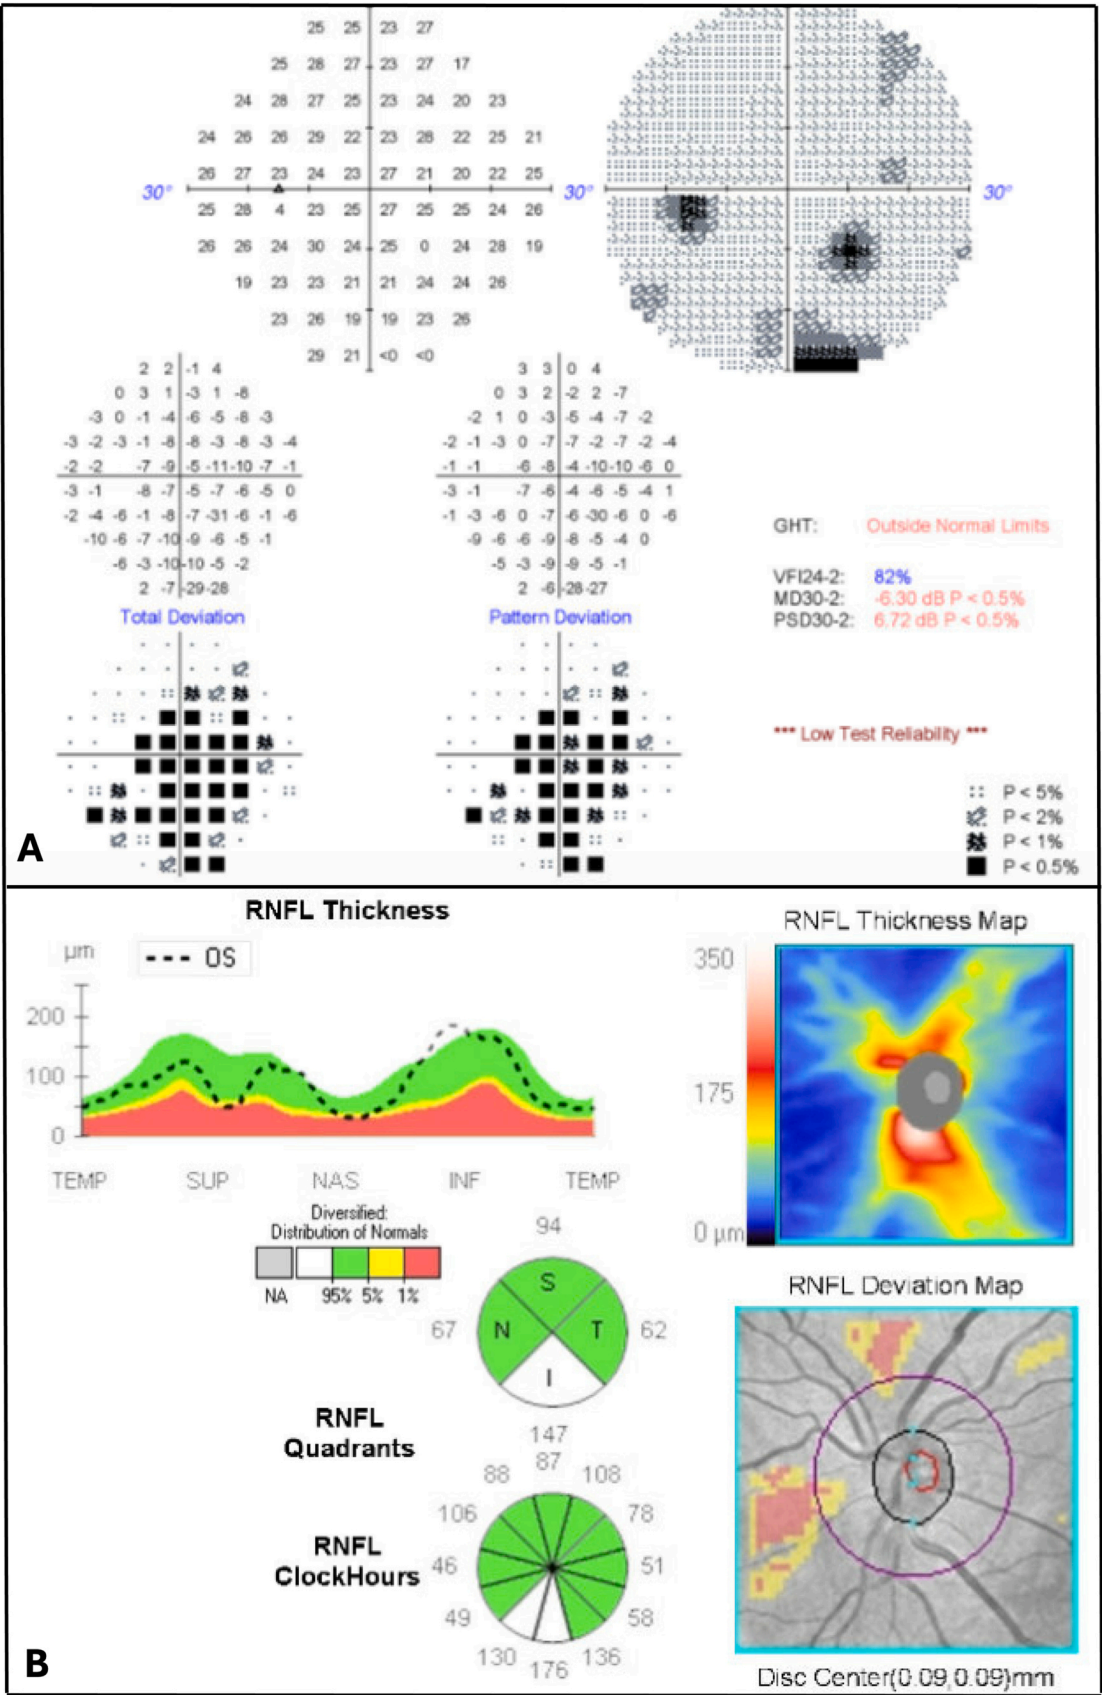 25 25 23 27
25 28 27 23 27 17
24 28 27 25 23 24 20 23
24 26 26 29 22 23 28 22 25 21
26 27 23 24 23 27 21 20 22 25
30° 30° 30°
25 28 4 23 25 27 25 25 24 26
26 26 24 30 24 25 0 24 28 19
19 23 23 21 21 24 24 26
23 26 19 19 23 26
29 21 <0 <0
2 2 -1 4
0 3 1 -3 1 -8
-3 0 -1 -4 -6 -5 -8 -3
-3 -2 -3 -1 -8 -8 -3 -8 -3 -4
-2 -2 -7 -9 -5 -11 -10 -7 -1
-3 -1 -8 -7 -5 -7 -6 -5 0
-2 -4 -6 -1 -8 -7 -31 -6 -1 -6
-10 -6 -7 -10 -9 -6 -5 -1
-6 -3 -10 -10 -5 -2
2 -7 -29 -28
Total Deviation
3 3 0 4
0 3 2 -2 2 -7
-2 1 0 -3 -5 -4 -7 -2
-2 -1 -3 0 -7 -7 -2 -7 -2 -4
-1 -1 -6 -8 -4 -10 -10 -6 0
-3 -1 -7 -6 -4 -6 -5 -4 1
-1 -3 -6 0 -7 -6 -30 -6 0 -6
-9 -6 -6 -9 -8 -5 -4 0
-5 -3 -9 -9 -5 -1
2 -6 -28 -27
Pattern Deviation
GHT: Outside Normal Limits
VFI24-2: 82%
MD30-2: -6.30 dB P < 0.5%
PSD30-2: 6.72 dB P < 0.5%
*** Low Test Reliability ***
P < 5%
P < 2%
P < 1%
P < 0.5%
A
RNFL Thickness
µm
OS
200
100
0
TEMP SUP NAS INF TEMP
Diversified:
Distribution of Normals
NA 95% 5% 1%
94
S
67 N T 62
I
147
RNFL
Quadrants
87
88 108
106 78
46 51
49 58
130 136
176
RNFL
ClockHours
RNFL Thickness Map
350
175
0 µm
RNFL Deviation Map
Disc Center(0.09,0.09)mm
B